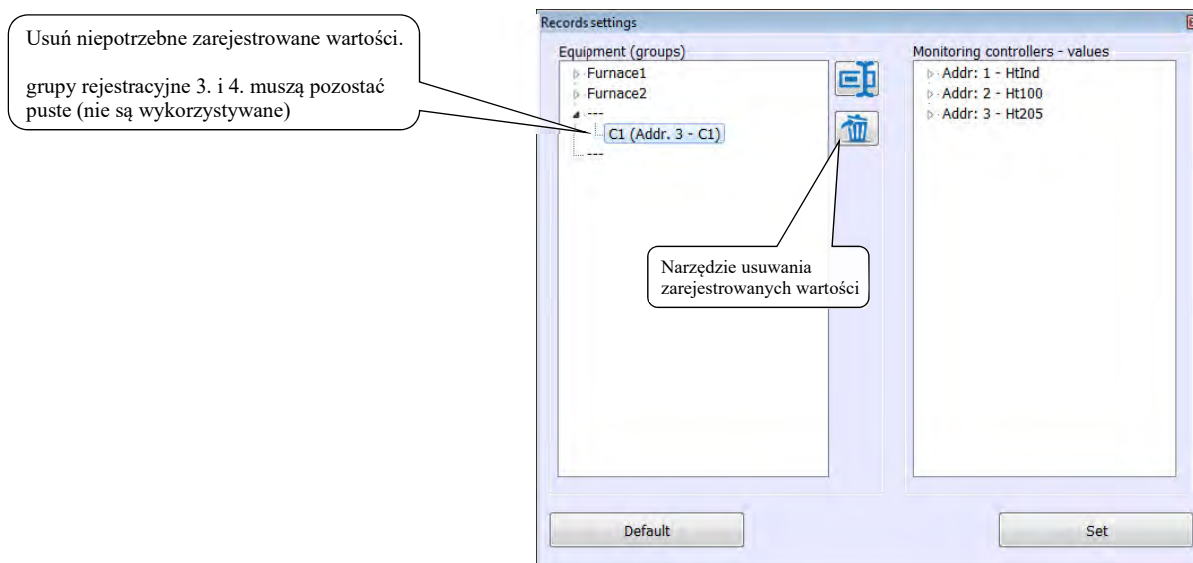 Usuń niepotrzebne zarejestrowane wartości.
grupy rejestracyjne 3. i 4. muszą pozostać
puste (nie są wykorzystywane)
Records settings
Equipment (groups)
Furnace1
Furnace2
---
C1 (Addr. 3 - C1)
---
Monitoring controllers - values
Addr: 1 - HtInd
Addr: 2 - Ht100
Addr: 3 - Ht205
Narzędzie usuwania
zarejestrowanych wartości
Default
Set